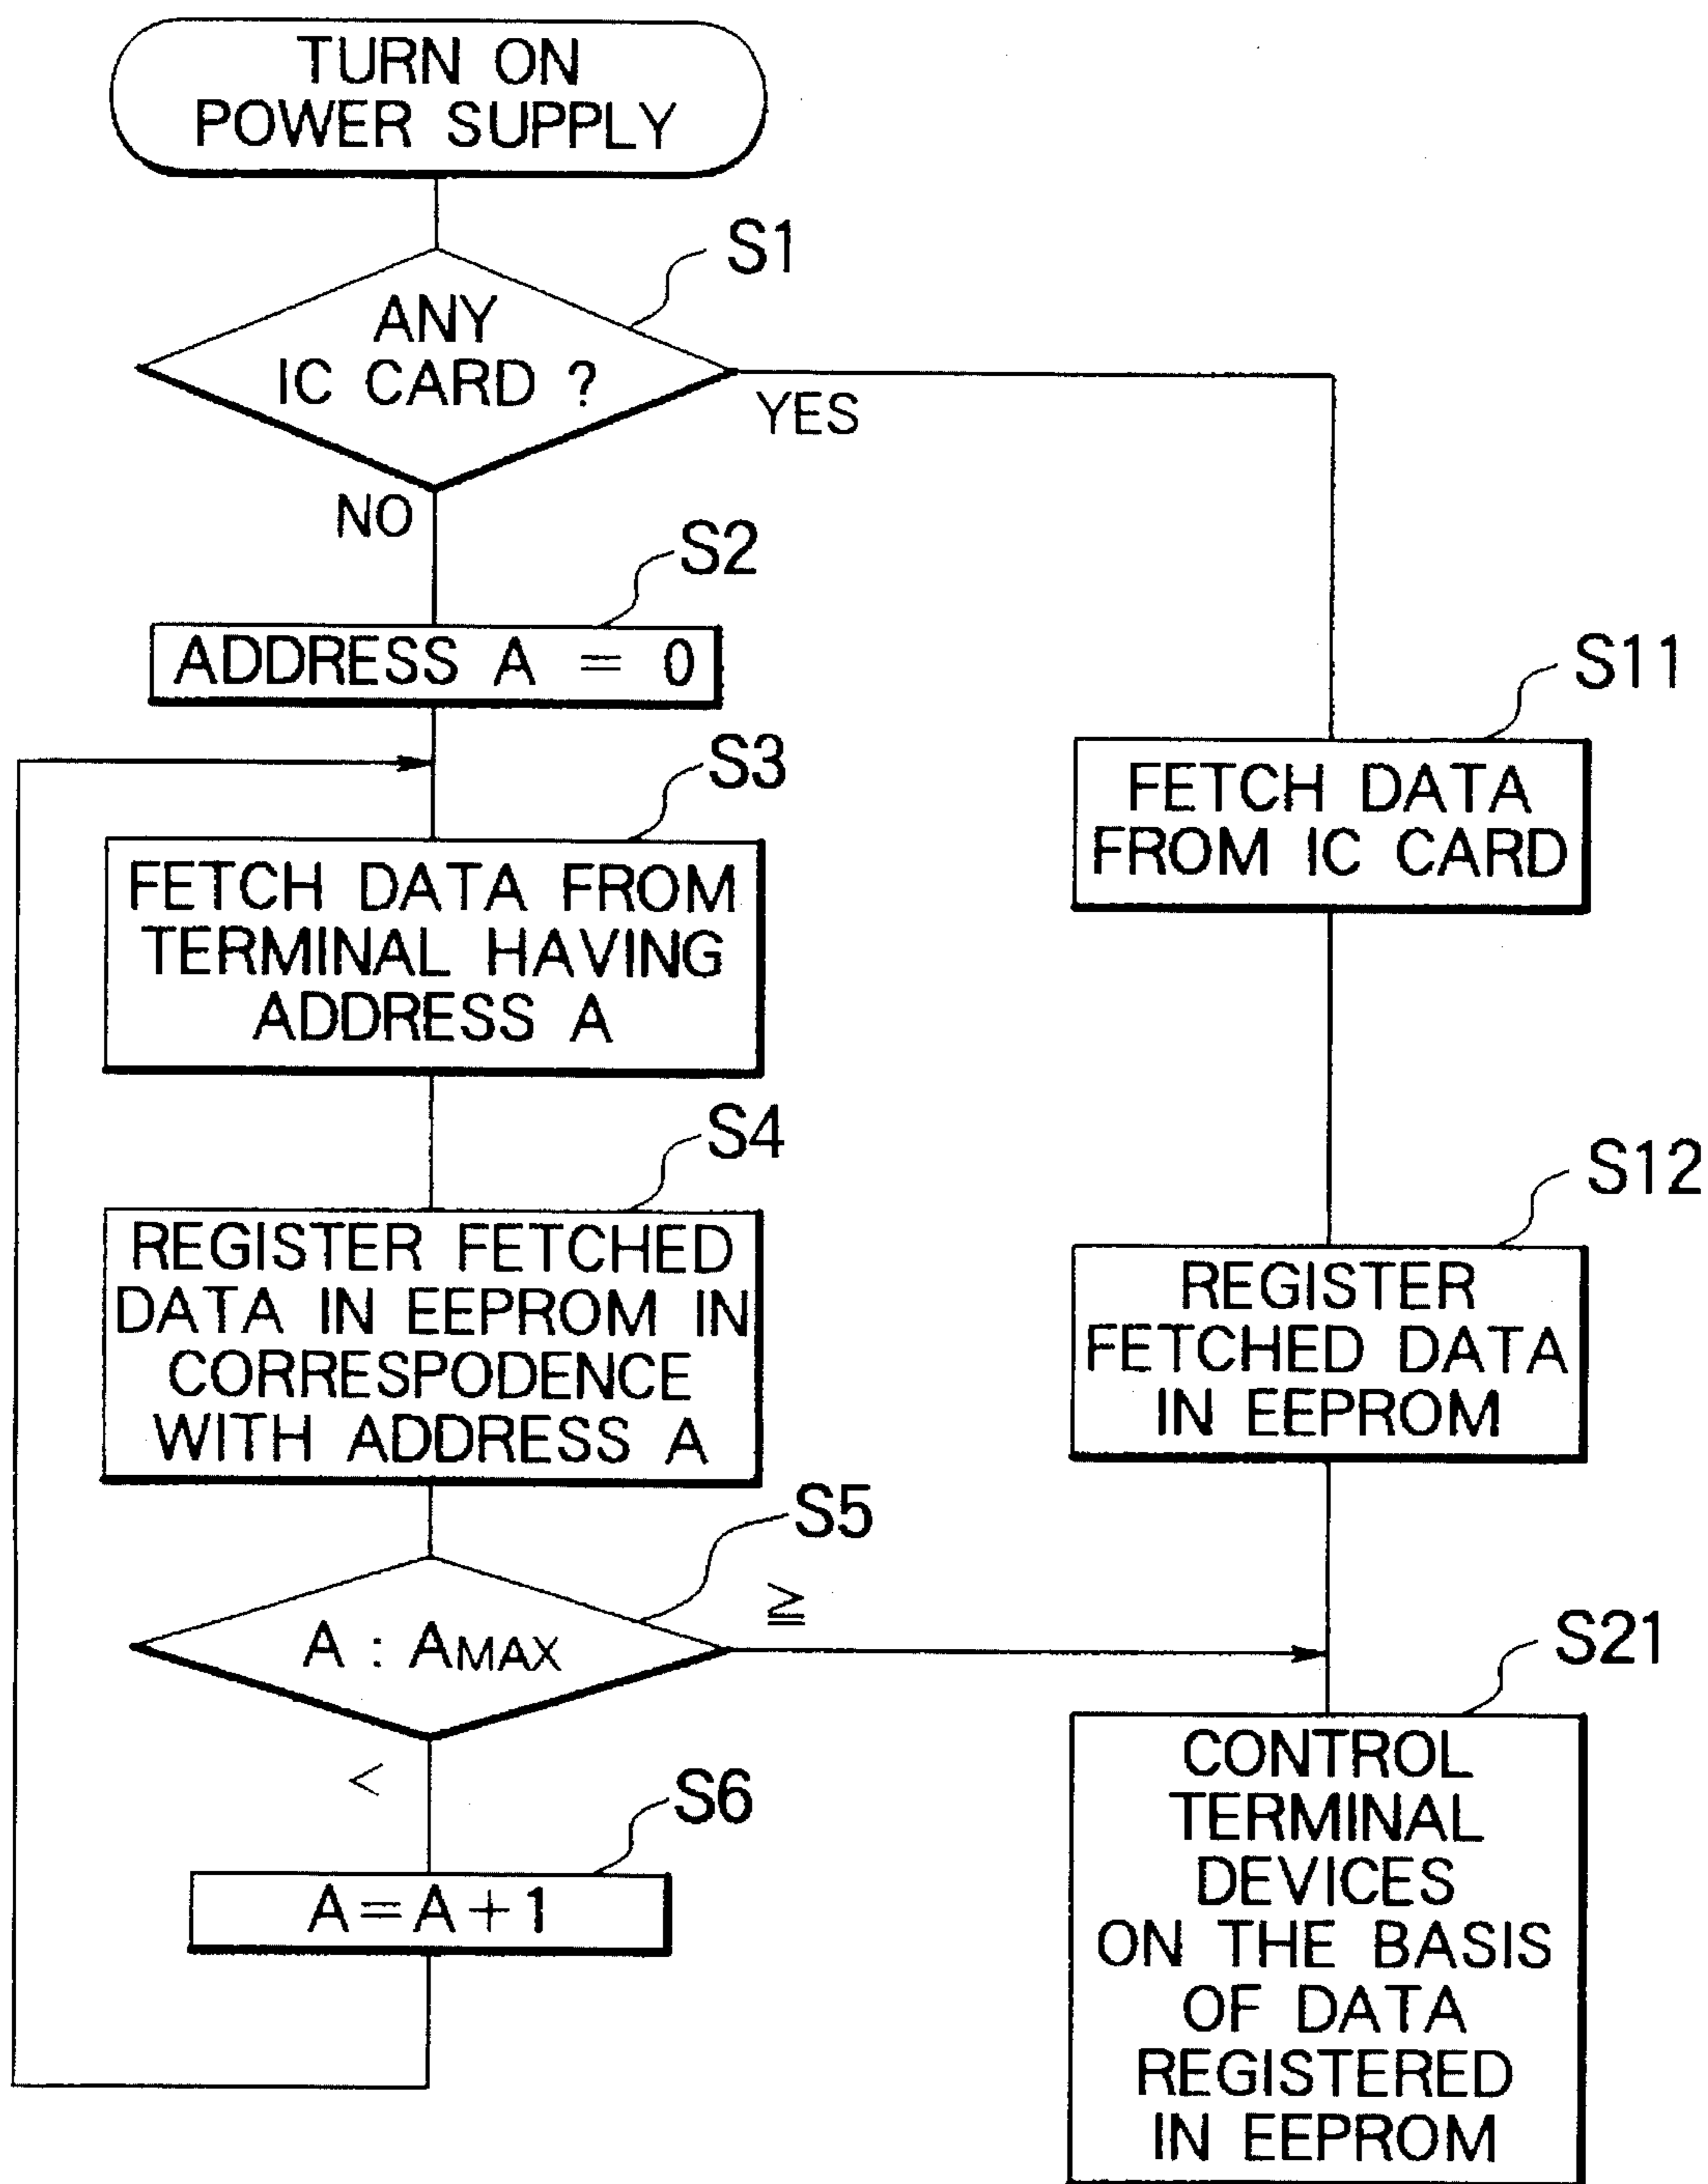 TURN ON
POWER SUPPLY
S1
ANY
IC CARD ?
YES
NO
S2
ADDRESS A = 0
S3
FETCH DATA FROM
TERMINAL HAVING
ADDRESS A
S4
REGISTER FETCHED
DATA IN EEPROM IN
CORRESPODENCE
WITH ADDRESS A
S5
A : AMAX
≧
<
S6
A=A+1
S11
FETCH DATA
FROM IC CARD
S12
REGISTER
FETCHED DATA
IN EEPROM
S21
CONTROL
TERMINAL
DEVICES
ON THE BASIS
OF DATA
REGISTERED
IN EEPROM